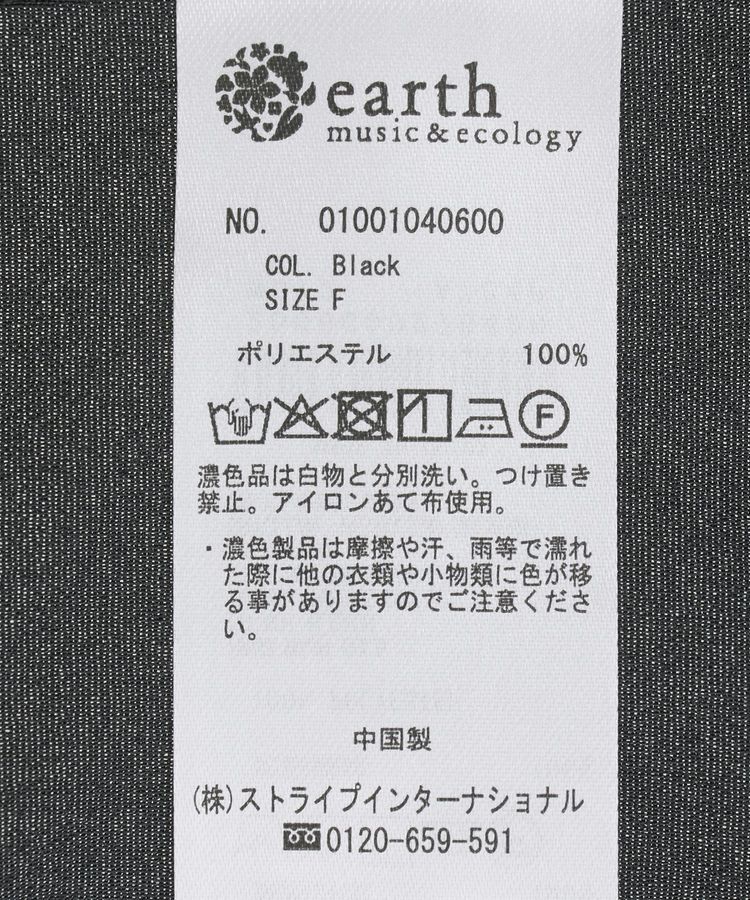 earth
music & ecology
NO. 01001040600
COL. Black
SIZE F
ポリエステル 100%
F
濃色品は白物と分別洗い。つけ置き
禁止。アイロンあて布使用。
・濃色製品は摩擦や汗、雨等で濡れ
た際に他の衣類や小物類に色が移
る事がありますのでご注意くださ
い。
中国製
(株)ストライプインターナショナル
0120-659-591